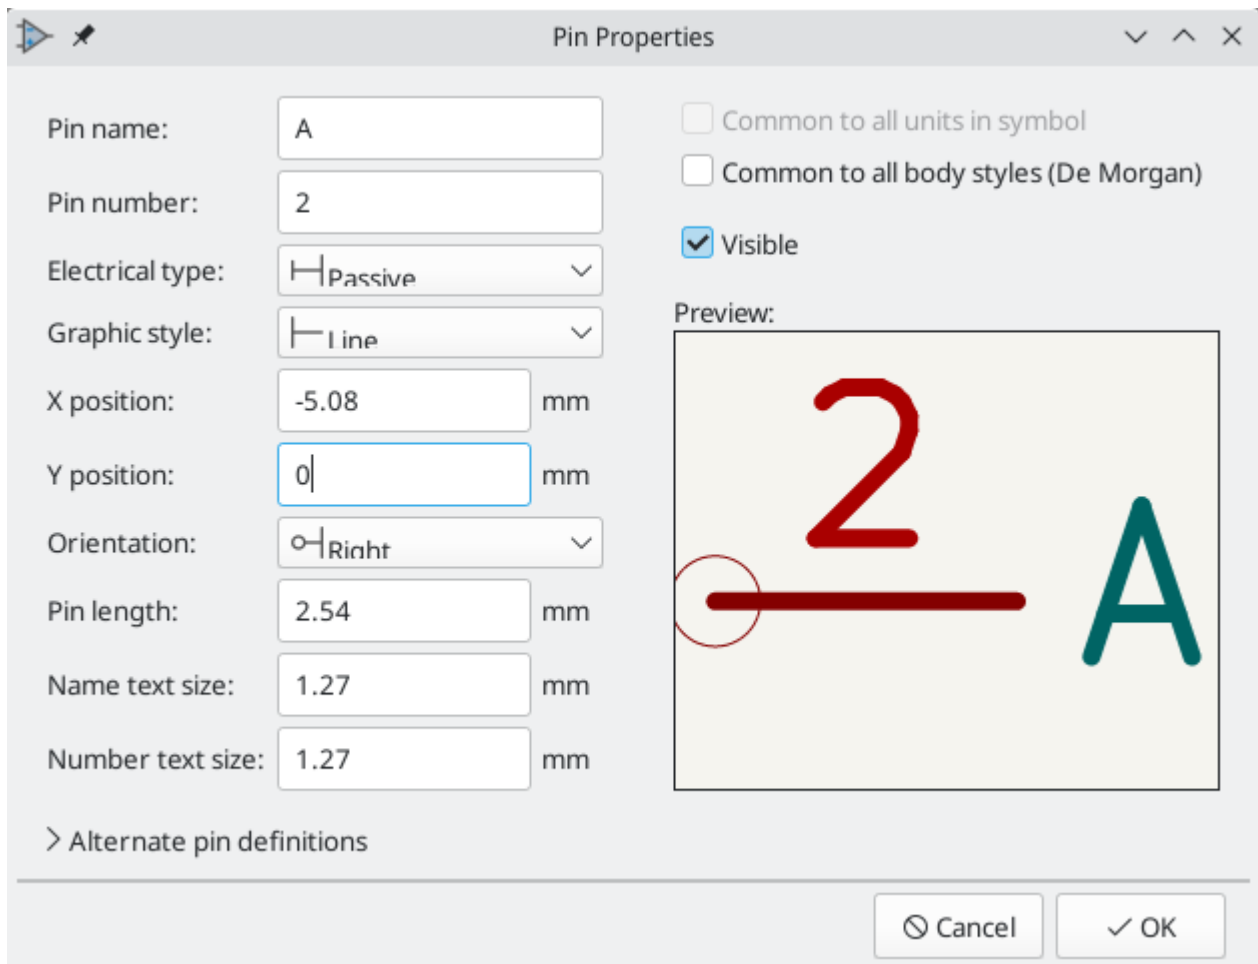 Pin Properties
Pin name: A
Pin number: 2
Electrical type: Passive
Graphic style: Line
X position: -5.08 mm
Y position: 0 mm
Orientation: Right
Pin length: 2.54 mm
Name text size: 1.27 mm
Number text size: 1.27 mm
Alternate pin definitions
Common to all units in symbol
Common to all body styles (De Morgan)
Visible
Preview:
2
A
Cancel OK